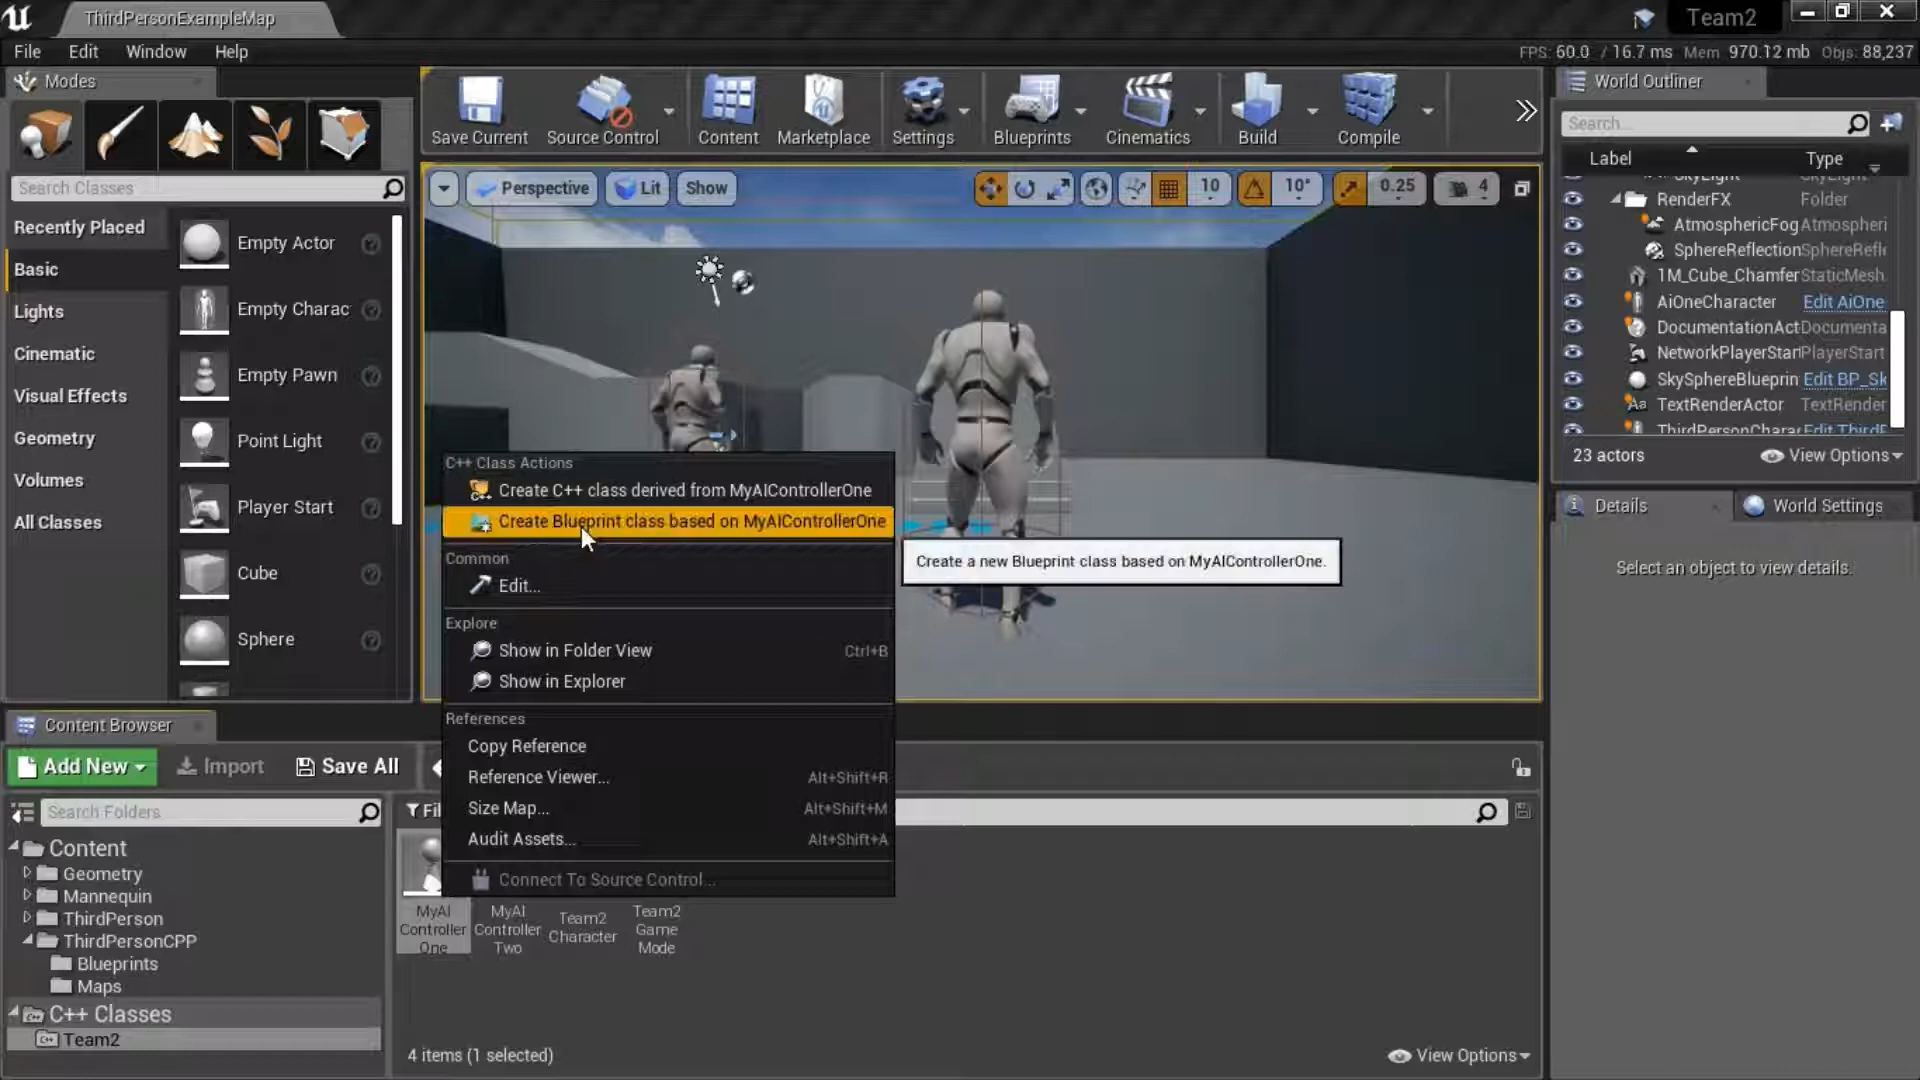 ThirdPersonExampleMap
Team2
File Edit Window Help
FPS: 60.0 / 16.7 ms Mem 970.12 mb Objs: 88,237
Modes
Save Current
Source Control
Content
Marketplace
Settings
Blueprints
Cinematics
Build
Compile
World Outliner
Search...
Label
Type
Search Classes
Recently Placed
Basic
Lights
Cinematic
Visual Effects
Geometry
Volumes
All Classes
Empty Actor
Empty Charac
Empty Pawn
Point Light
Player Start
Cube
Sphere
Perspective
Lit
Show
10
10°
0.25
4
SkyLight SkyLight
RenderFX Folder
AtmosphericFog Atmospheri
SphereReflection SphereRefle
1M_Cube_Chamfer StaticMesh
AiOneCharacter Edit AiOne
DocumentationAct Documenta
NetworkPlayerStar PlayerStart
SkySphereBlueprin Edit BP_Sk
TextRenderActor TextRender
ThirdPersonCharac Edit ThirdP
23 actors
View Options
Details
World Settings
Select an object to view details.
C++ Class Actions
Create C++ class derived from MyAIControllerOne
Create Blueprint class based on MyAIControllerOne
Common
Edit...
Explore
Show in Folder View Ctrl+B
Show in Explorer
References
Copy Reference
Reference Viewer... Alt+Shift+R
Size Map... Alt+Shift+M
Audit Assets... Alt+Shift+A
Connect To Source Control...
Create a new Blueprint class based on MyAIControllerOne.
Content Browser
Add New
Import
Save All
Search Folders
Fil
Content
Geometry
Mannequin
ThirdPerson
ThirdPersonCPP
Blueprints
Maps
C++ Classes
Team2
MyAI
Controller
One
MyAI
Controller
Two
Team2
Character
Team2
Game
Mode
4 items (1 selected)
View Options